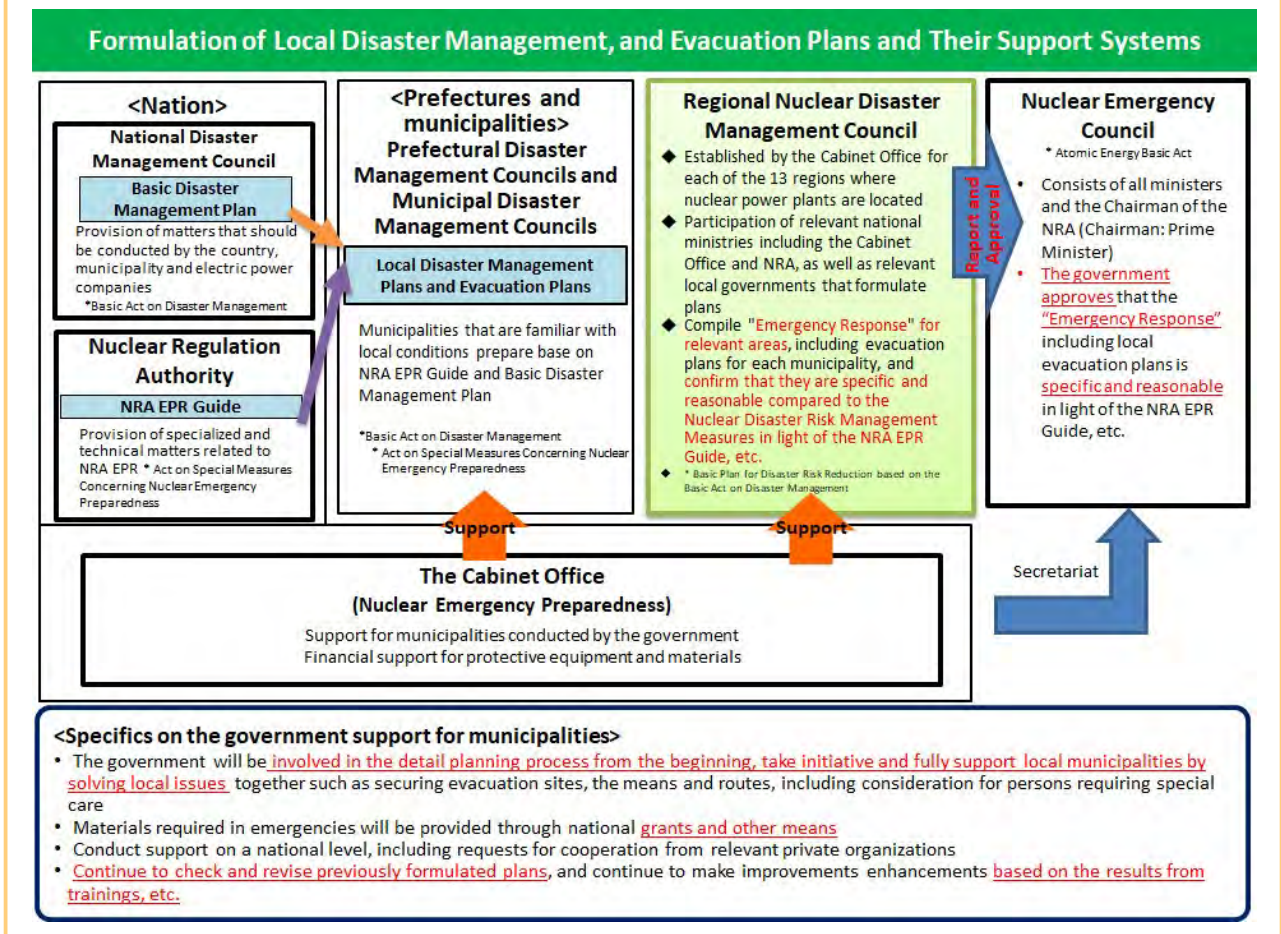 Formulation of Local Disaster Management, and Evacuation Plans and Their Support Systems
<Nation>
National Disaster
Management Council
Basic Disaster
Management Plan
Provision of matters that should
be conducted by the country,
municipality and electric power
companies
*Basic Act on Disaster Management
Nuclear Regulation
Authority
NRA EPR Guide
Provision of specialized and
technical matters related to
NRA EPR * Act on Special Measures
Concerning Nuclear Emergency
Preparedness
<Prefectures and
municipalities>
Prefectural Disaster
Management Councils and
Municipal Disaster
Management Councils
Local Disaster Management
Plans and Evacuation Plans
Municipalities that are familiar with
local conditions prepare base on
NRA EPR Guide and Basic Disaster
Management Plan
*Basic Act on Disaster Management
* Act on Special Measures Concerning Nuclear
Emergency Preparedness
Regional Nuclear Disaster
Management Council
◆ Established by the Cabinet Office for
each of the 13 regions where
nuclear power plants are located
◆ Participation of relevant national
ministries including the Cabinet
Office and NRA, as well as relevant
local governments that formulate
plans
◆ Compile "Emergency Response" for
relevant areas, including evacuation
plans for each municipality, and
confirm that they are specific and
reasonable compared to the
Nuclear Disaster Risk Management
Measures in light of the NRA EPR
Guide, etc.
◆ * Basic Plan for Disaster Risk Reduction based on the
Basic Act on Disaster Management
Report and
Approval
Nuclear Emergency
Council
* Atomic Energy Basic Act
• Consists of all ministers
and the Chairman of the
NRA (Chairman: Prime
Minister)
• The government
approves that the
“Emergency Response”
including local
evacuation plans is
specific and reasonable
in light of the NRA EPR
Guide, etc.
Support
Support
The Cabinet Office
(Nuclear Emergency Preparedness)
Support for municipalities conducted by the government
Financial support for protective equipment and materials
Secretariat
<Specifics on the government support for municipalities>
• The government will be involved in the detail planning process from the beginning, take initiative and fully support local municipalities by
solving local issues together such as securing evacuation sites, the means and routes, including consideration for persons requiring special
care
• Materials required in emergencies will be provided through national grants and other means
• Conduct support on a national level, including requests for cooperation from relevant private organizations
• Continue to check and revise previously formulated plans, and continue to make improvements enhancements based on the results from
trainings, etc.